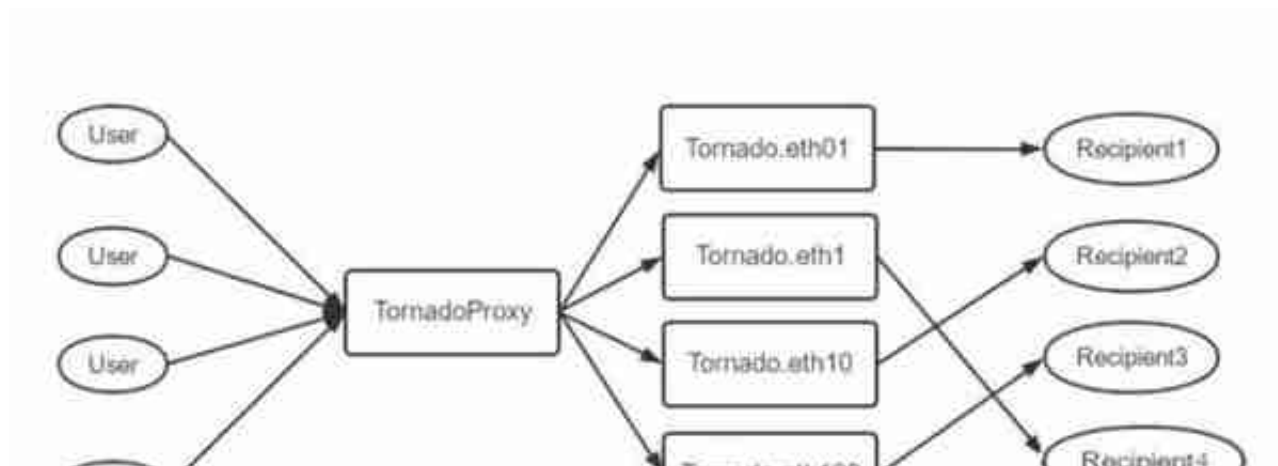 User
User
User
TornadoProxy
Tornado.eth01
Tornado.eth1
Tornado.eth10
Recipient1
Recipient2
Recipient3
Recipient4